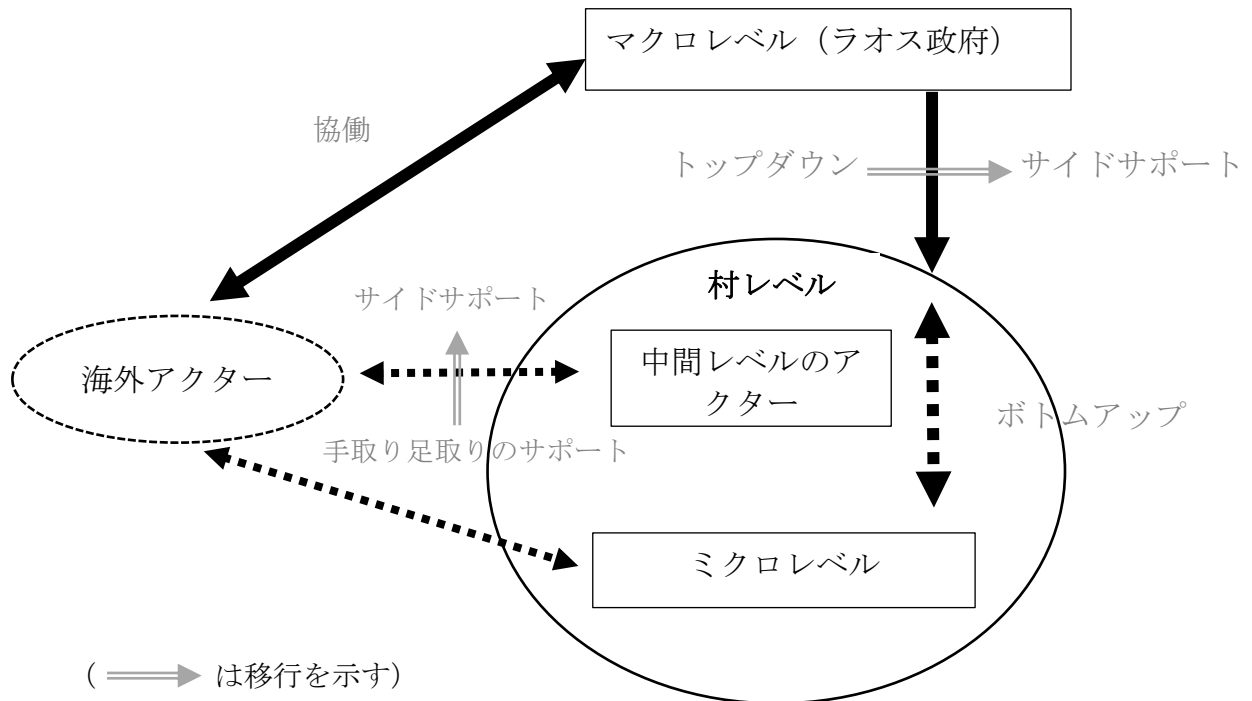 マクロレベル（ラオス政府）
協働
トップダウン
サイドサポート
村レベル
サイドサポート
中間レベルのア
クター
海外アクター
ボトムアップ
手取り足取りのサポート
ミクロレベル
( は移行を示す）